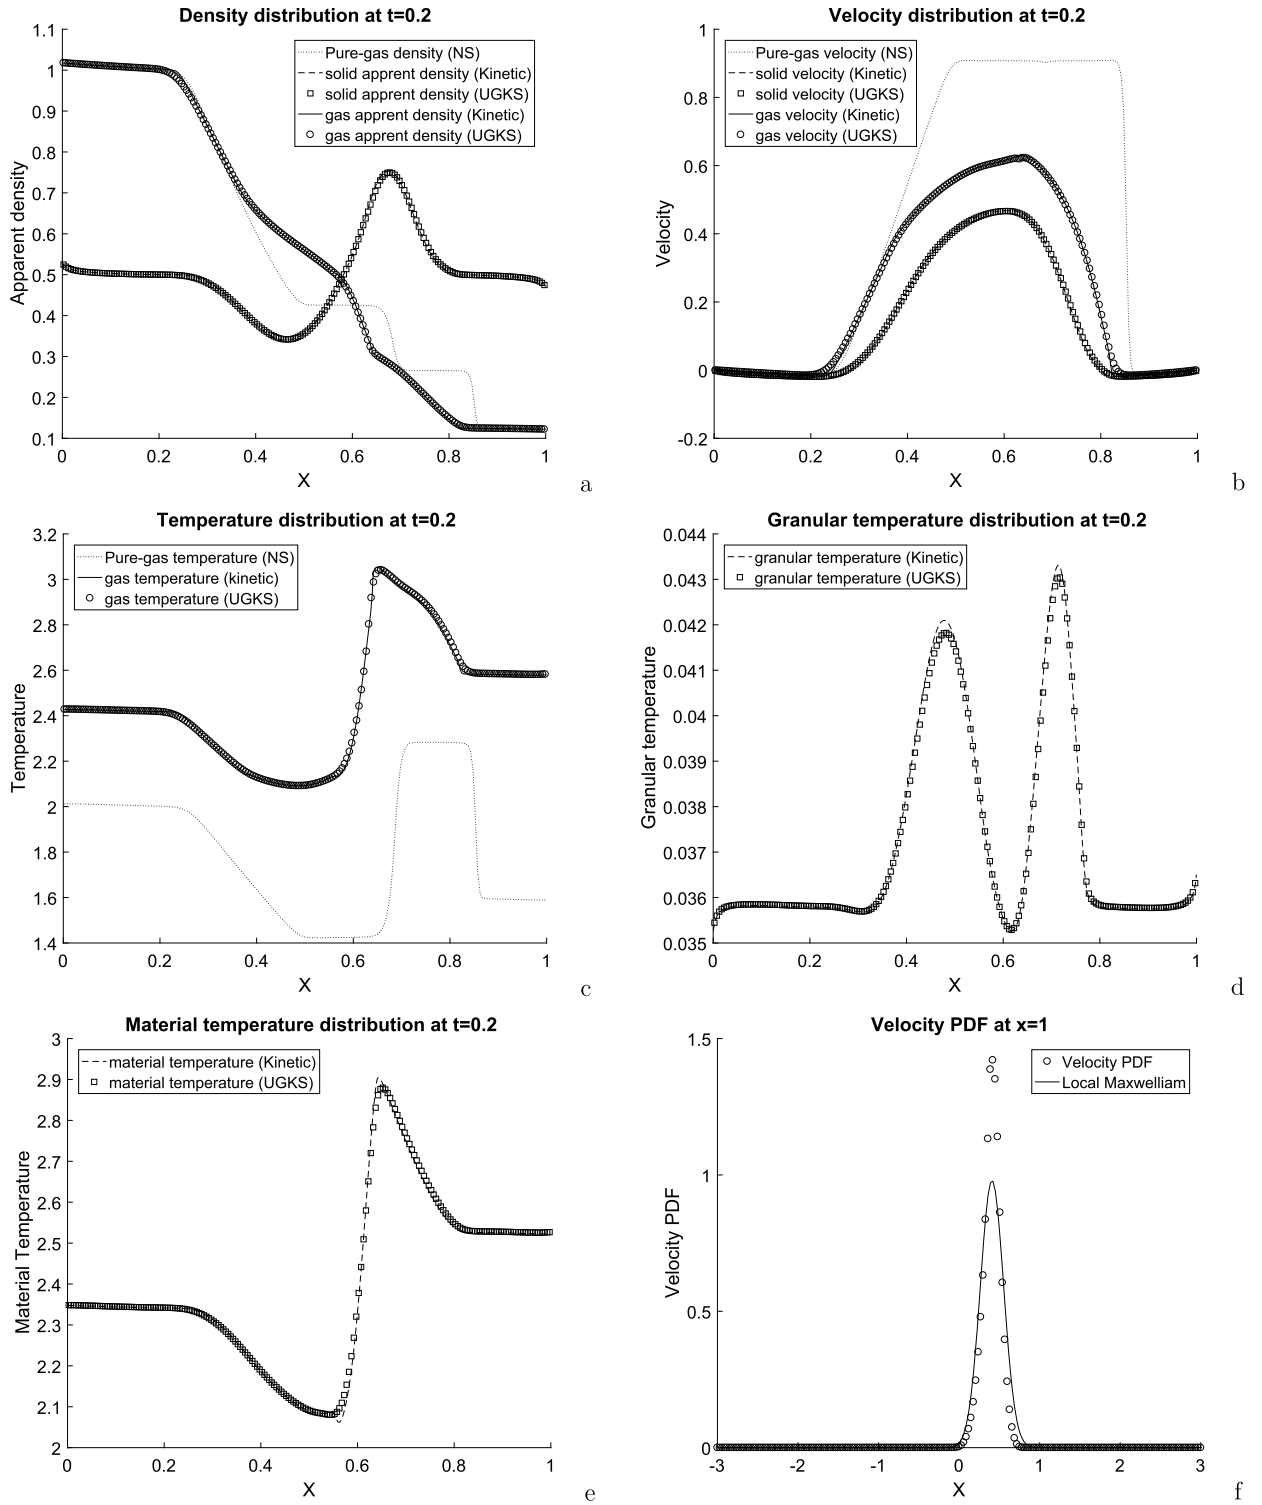 Density distribution at t=0.2
Pure-gas density (NS)
solid apprent density (Kinetic)
solid apprent density (UGKS)
gas apprent density (Kinetic)
gas apprent density (UGKS)
1.1
1
0.9
0.8
0.7
0.6
0.5
0.4
0.3
0.2
0.1
Apparent density
0 0.2 0.4 0.6 0.8 1
X
a
Velocity distribution at t=0.2
Pure-gas velocity (NS)
solid velocity (Kinetic)
solid velocity (UGKS)
gas velocity (Kinetic)
gas velocity (UGKS)
1
0.8
0.6
0.4
0.2
0
-0.2
Velocity
0 0.2 0.4 0.6 0.8 1
X
b
Temperature distribution at t=0.2
Pure-gas temperature (NS)
gas temperature (kinetic)
gas temperature (UGKS)
3.2
3
2.8
2.6
2.4
2.2
2
1.8
1.6
1.4
Temperature
0 0.2 0.4 0.6 0.8 1
X
c
Granular temperature distribution at t=0.2
granular temperature (Kinetic)
granular temperature (UGKS)
0.044
0.043
0.042
0.041
0.04
0.039
0.038
0.037
0.036
0.035
Granular temperature
0 0.2 0.4 0.6 0.8 1
X
d
Material temperature distribution at t=0.2
material temperature (Kinetic)
material temperature (UGKS)
3
2.9
2.8
2.7
2.6
2.5
2.4
2.3
2.2
2.1
2
Material Temperature
0 0.2 0.4 0.6 0.8 1
X
e
Velocity PDF at x=1
Velocity PDF
Local Maxwelliam
1.5
1
0.5
0
Velocity PDF
-3 -2 -1 0 1 2 3
X
f